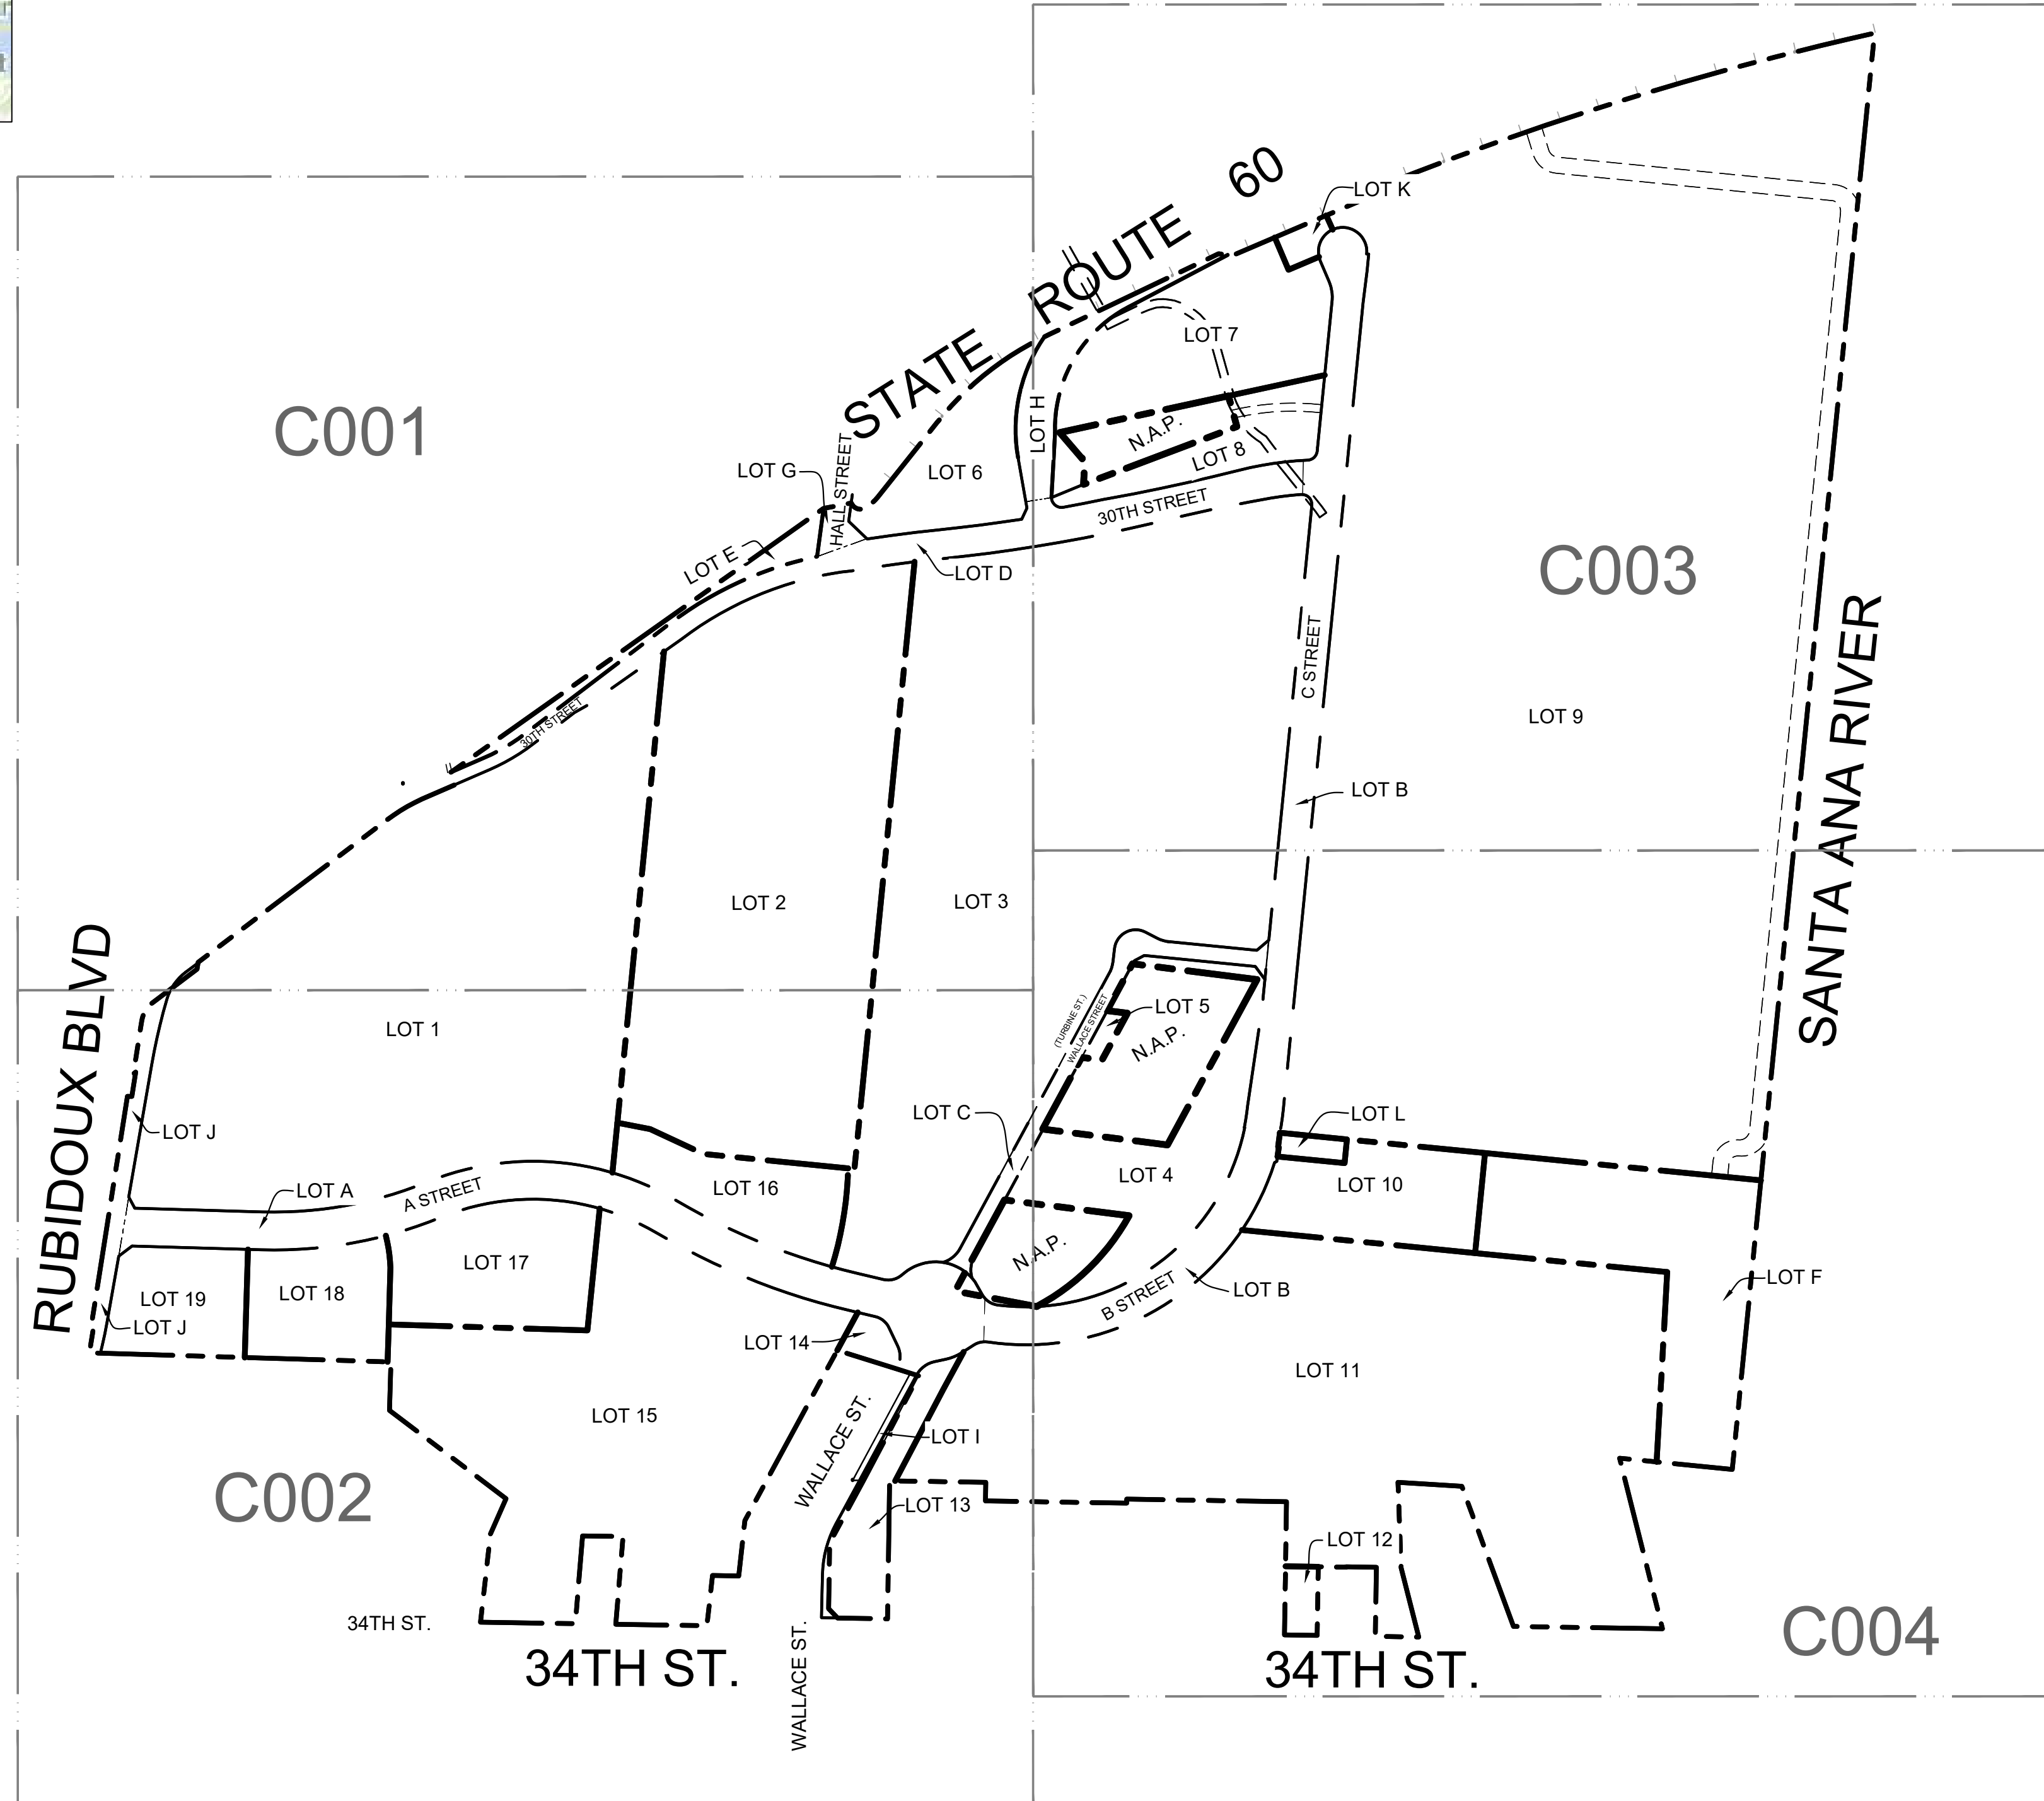 60
LOT K
STATE ROUTE
LOT 7
C001
LOT H
N.A.P.
LOT 8
LOT G
HALL STREET
LOT 6
30TH STREET
LOT E
LOT D
C003
C STREET
30TH STREET
LOT 9
SANTA ANA RIVER
LOT B
LOT 2
LOT 3
RUBIDOUX BLVD
LOT 1
(TURBINE ST.)
WALLACE STREET
LOT 5
N.A.P.
LOT J
LOT C
LOT L
LOT 4
LOT 10
LOT A
A STREET
LOT 16
LOT 17
N.A.P.
LOT 19
LOT 18
LOT J
B STREET
LOT B
LOT F
LOT 14
LOT 11
LOT 15
WALLACE ST.
LOT I
C002
LOT 13
LOT 12
34TH ST.
34TH ST.
WALLACE ST.
34TH ST.
C004